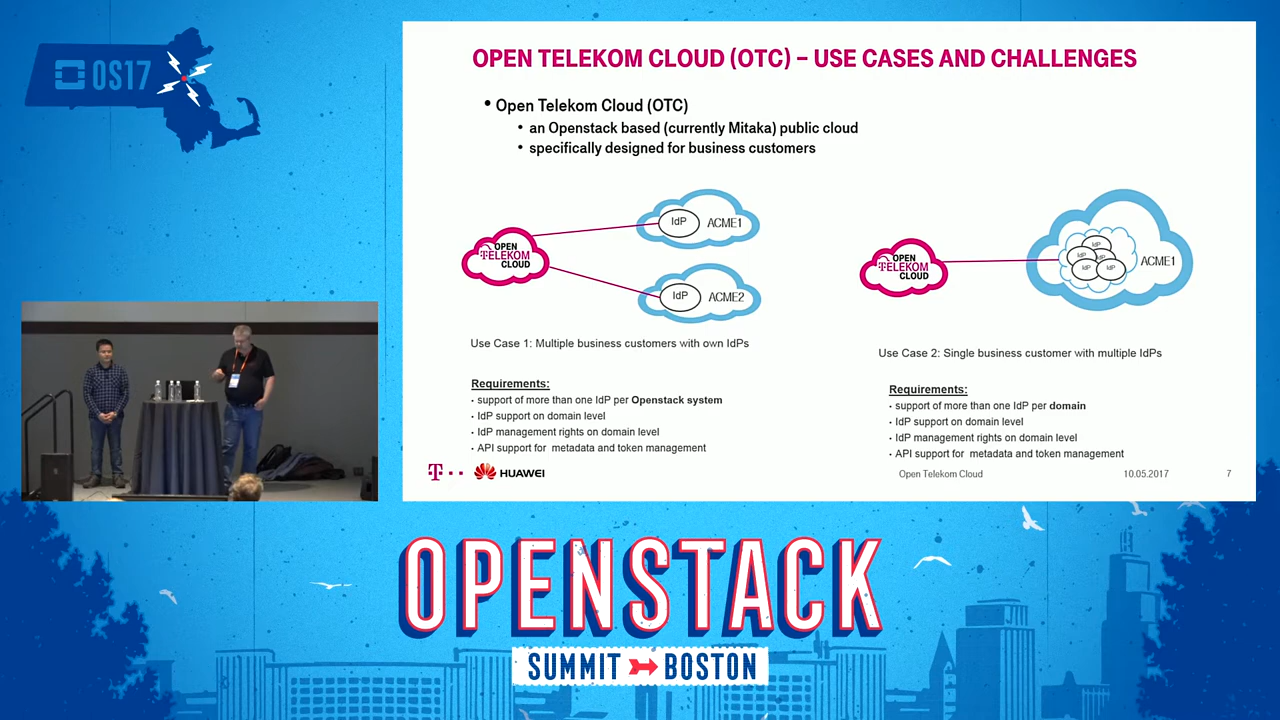 OS17
OPEN TELEKOM CLOUD (OTC) – USE CASES AND CHALLENGES
• Open Telekom Cloud (OTC)
• an Openstack based (currently Mitaka) public cloud
• specifically designed for business customers
OPEN
TELEKOM
CLOUD
IdP
ACME1
IdP
ACME2
Use Case 1: Multiple business customers with own IdPs
Requirements:
• support of more than one IdP per Openstack system
• IdP support on domain level
• IdP management rights on domain level
• API support for metadata and token management
OPEN
TELEKOM
CLOUD
IdP
IdP
IdP
IdP
IdP
ACME1
Use Case 2: Single business customer with multiple IdPs
Requirements:
• support of more than one IdP per domain
• IdP support on domain level
• IdP management rights on domain level
• API support for metadata and token management
T
HUAWEI
Open Telekom Cloud
10.05.2017
7
OPENSTACK
SUMMIT BOSTON